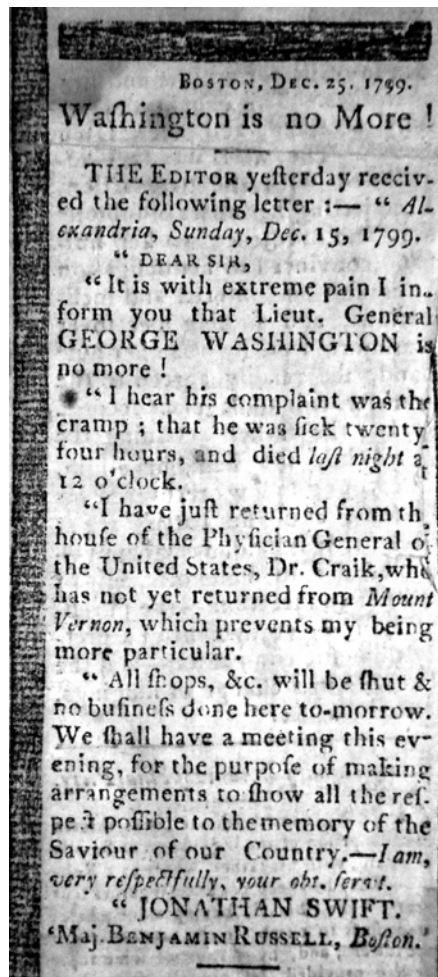 BOSTON, DEC. 25. 1799.
Waſhington is no More !
THE EDITOR yeſterday receiv-
ed the following letter :— “ Al-
exandria, Sunday, Dec. 15, 1799.
“ DEAR SIR,
“ It is with extreme pain I in-
form you that Lieut. General
GEORGE WASHINGTON is
no more !
“ I hear his complaint was the
cramp ; that he was ſick twenty
four hours, and died laſt night a
12 o'clock.
“I have juſt returned from th
houſe of the Phyſician General o
the United States, Dr. Craik, who
has not yet returned from Mount
Vernon, which prevents my being
more particular.
“ All ſhops, &c. will be ſhut &
no buſineſs done here to-morrow.
We ſhall have a meeting this ev-
ening, for the purpoſe of making
arrangements to ſhow all the reſ-
pect poſſible to the memory of the
Saviour of our Country.—I am,
very reſpectfully, your obt. ſervt.
“ JONATHAN SWIFT.
‘Maj. BENJAMIN RUSSELL, Boſton.’